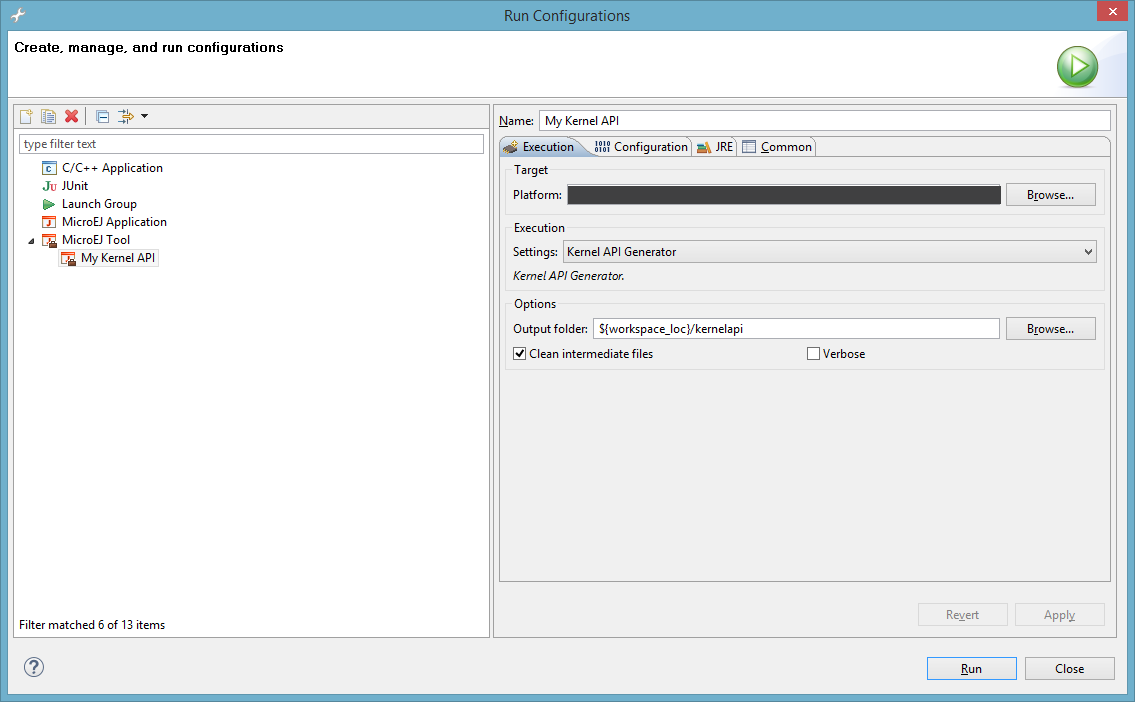 Run Configurations
Create, manage, and run configurations
type filter text
C/C++ Application
JUnit
Launch Group
MicroEJ Application
MicroEJ Tool
My Kernel API
Filter matched 6 of 13 items
Name: My Kernel API
Execution Configuration JRE Common
Target
Platform: Browse...
Execution
Settings: Kernel API Generator
Kernel API Generator.
Options
Output folder: ${workspace_loc}/kernelapi Browse...
Clean intermediate files Verbose
Revert Apply
Run Close